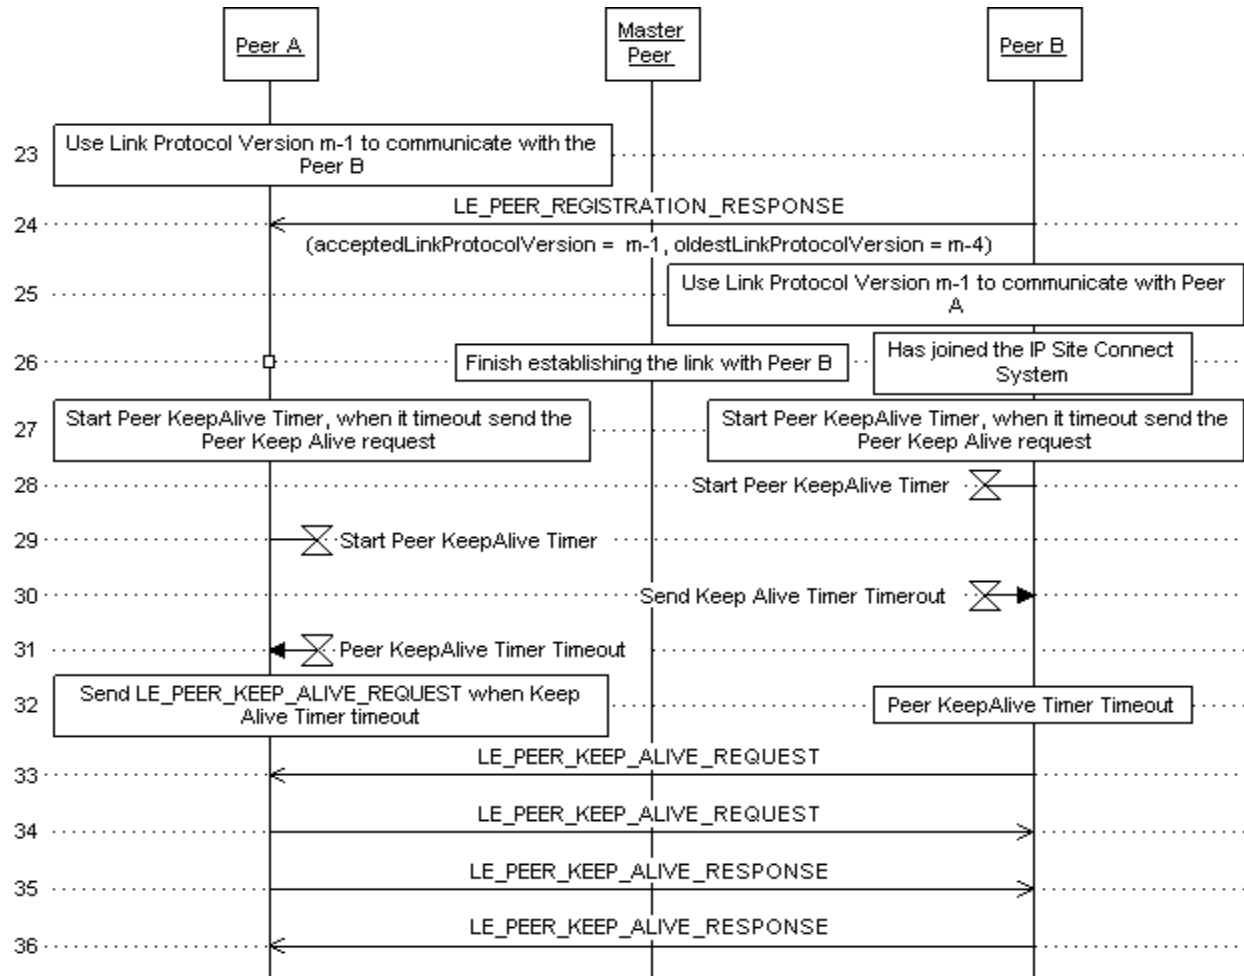 Peer A
Master
Peer
Peer B
23
Use Link Protocol Version m-1 to communicate with the
Peer B
24
LE_PEER_REGISTRATION_RESPONSE
(acceptedLinkProtocolVersion = m-1, oldestLinkProtocolVersion = m-4)
25
Use Link Protocol Version m-1 to communicate with Peer
A
26
Finish establishing the link with Peer B
Has joined the IP Site Connect
System
27
Start Peer KeepAlive Timer, when it timeout send the
Peer Keep Alive request
Start Peer KeepAlive Timer, when it timeout send the
Peer Keep Alive request
28
Start Peer KeepAlive Timer
29
Start Peer KeepAlive Timer
30
Send Keep Alive Timer Timerout
31
Peer KeepAlive Timer Timeout
32
Send LE_PEER_KEEP_ALIVE_REQUEST when Keep
Alive Timer timeout
Peer KeepAlive Timer Timeout
33
LE_PEER_KEEP_ALIVE_REQUEST
34
LE_PEER_KEEP_ALIVE_REQUEST
35
LE_PEER_KEEP_ALIVE_RESPONSE
36
LE_PEER_KEEP_ALIVE_RESPONSE